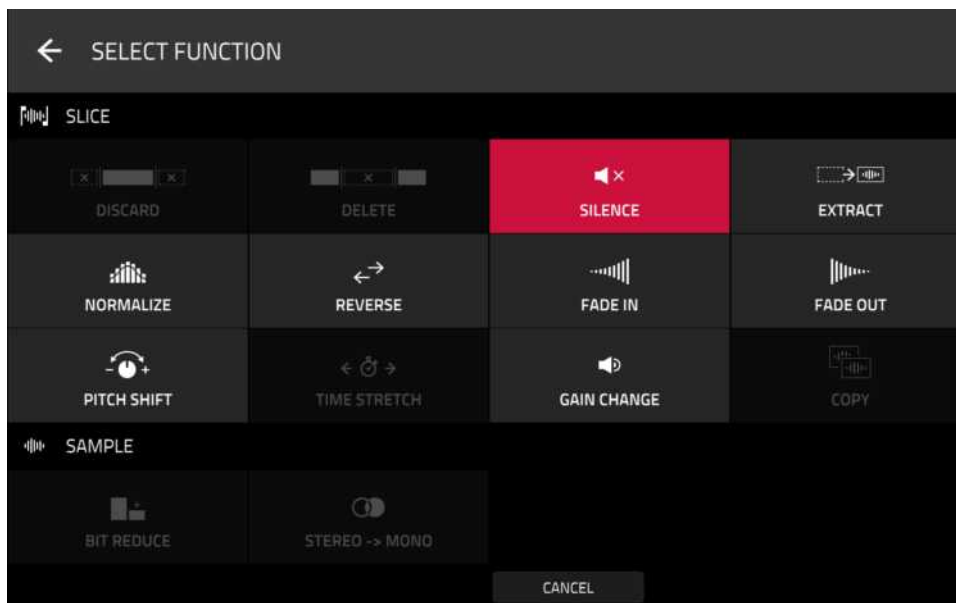 SELECT FUNCTION
SLICE
DISCARD
DELETE
SILENCE
EXTRACT
NORMALIZE
REVERSE
FADE IN
FADE OUT
PITCH SHIFT
TIME STRETCH
GAIN CHANGE
COPY
SAMPLE
BIT REDUCE
STEREO -> MONO
CANCEL